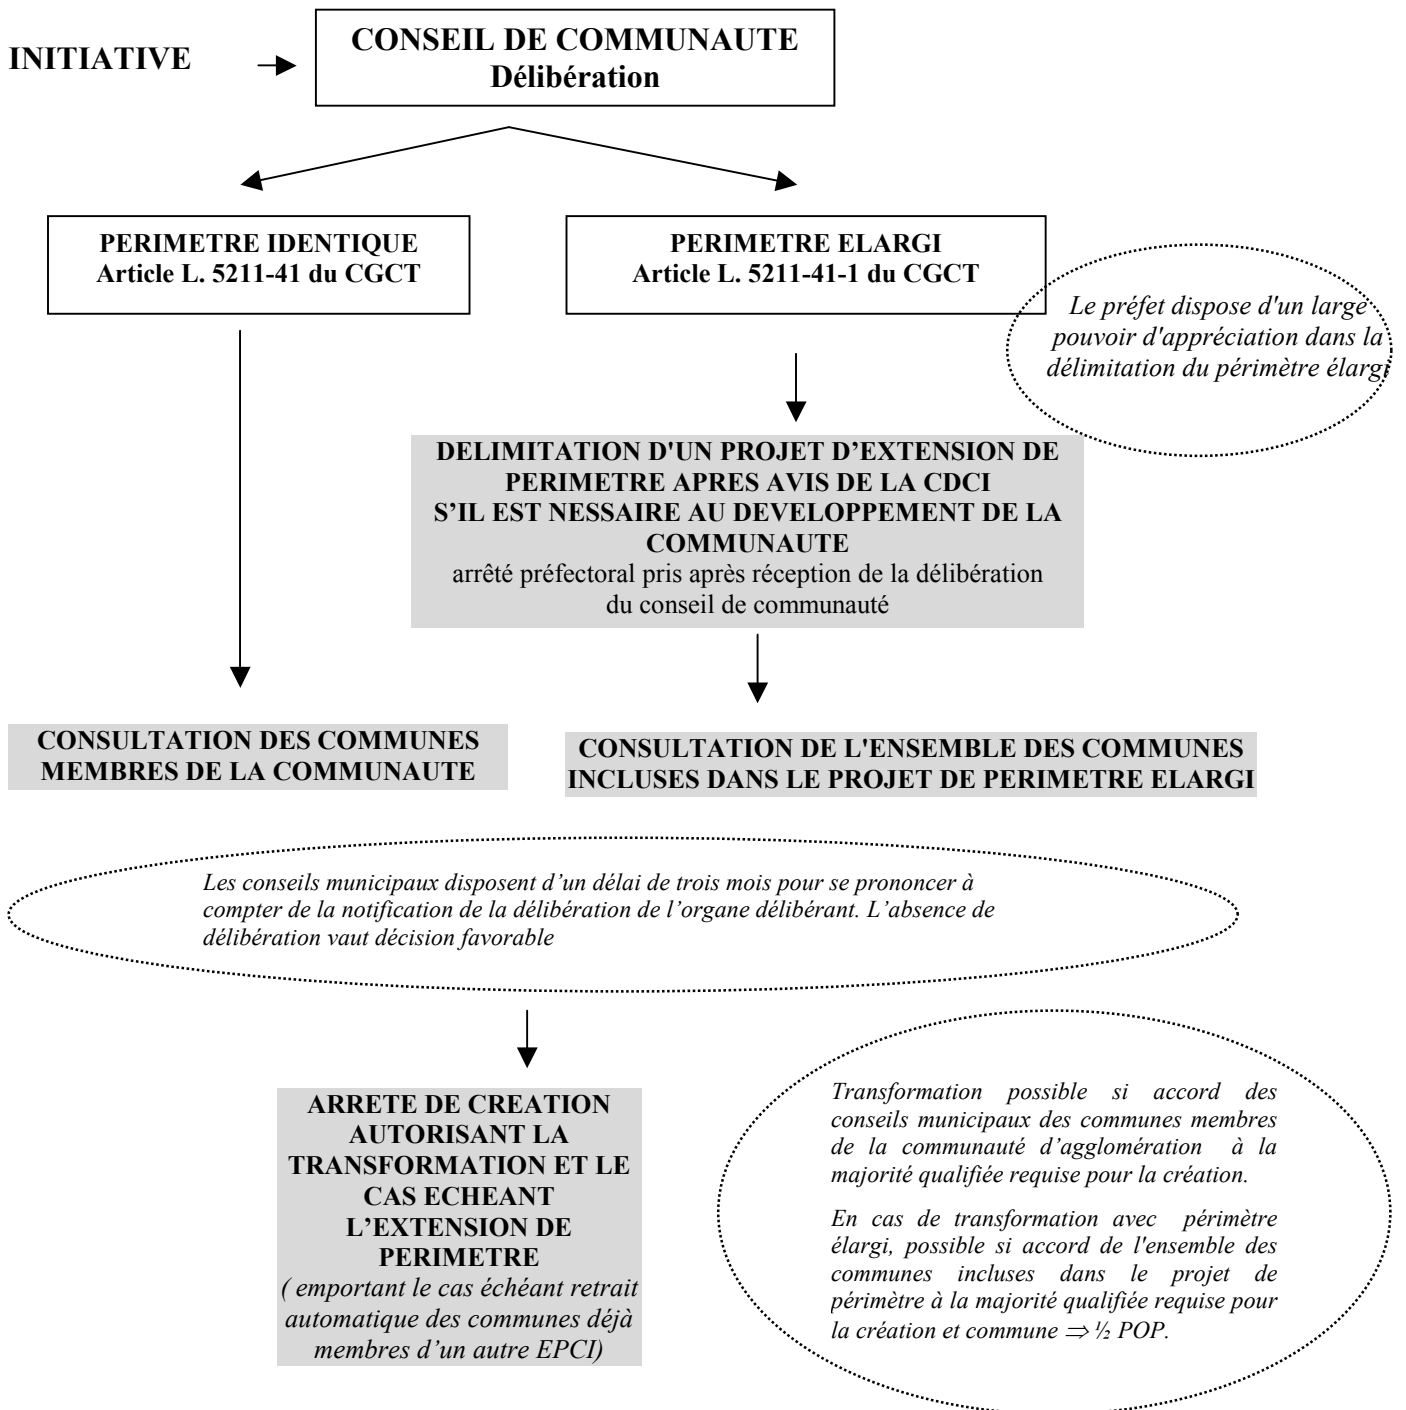 INITIATIVE
CONSEIL DE COMMUNAUTE
Délibération
PERIMETRE IDENTIQUE
Article L. 5211-41 du CGCT
PERIMETRE ELARGI
Article L. 5211-41-1 du CGCT
Le préfet dispose d'un large
pouvoir d'appréciation dans la
délimitation du périmètre élargi
DELIMITATION D'UN PROJET D’EXTENSION DE
PERIMETRE APRES AVIS DE LA CDCI
S’IL EST NESSAIRE AU DEVELOPPEMENT DE LA
COMMUNAUTE
arrêté préfectoral pris après réception de la délibération
du conseil de communauté
CONSULTATION DES COMMUNES
MEMBRES DE LA COMMUNAUTE
CONSULTATION DE L'ENSEMBLE DES COMMUNES
INCLUSES DANS LE PROJET DE PERIMETRE ELARGI
Les conseils municipaux disposent d’un délai de trois mois pour se prononcer à
compter de la notification de la délibération de l’organe délibérant. L’absence de
délibération vaut décision favorable
ARRETE DE CREATION
AUTORISANT LA
TRANSFORMATION ET LE
CAS ECHEANT
L’EXTENSION DE
PERIMETRE
( emportant le cas échéant retrait
automatique des communes déjà
membres d’un autre EPCI)
Transformation possible si accord des
conseils municipaux des communes membres
de la communauté d’agglomération à la
majorité qualifiée requise pour la création.
En cas de transformation avec périmètre
élargi, possible si accord de l'ensemble des
communes incluses dans le projet de
périmètre à la majorité qualifiée requise pour
la création et commune ⇒ ½ POP.